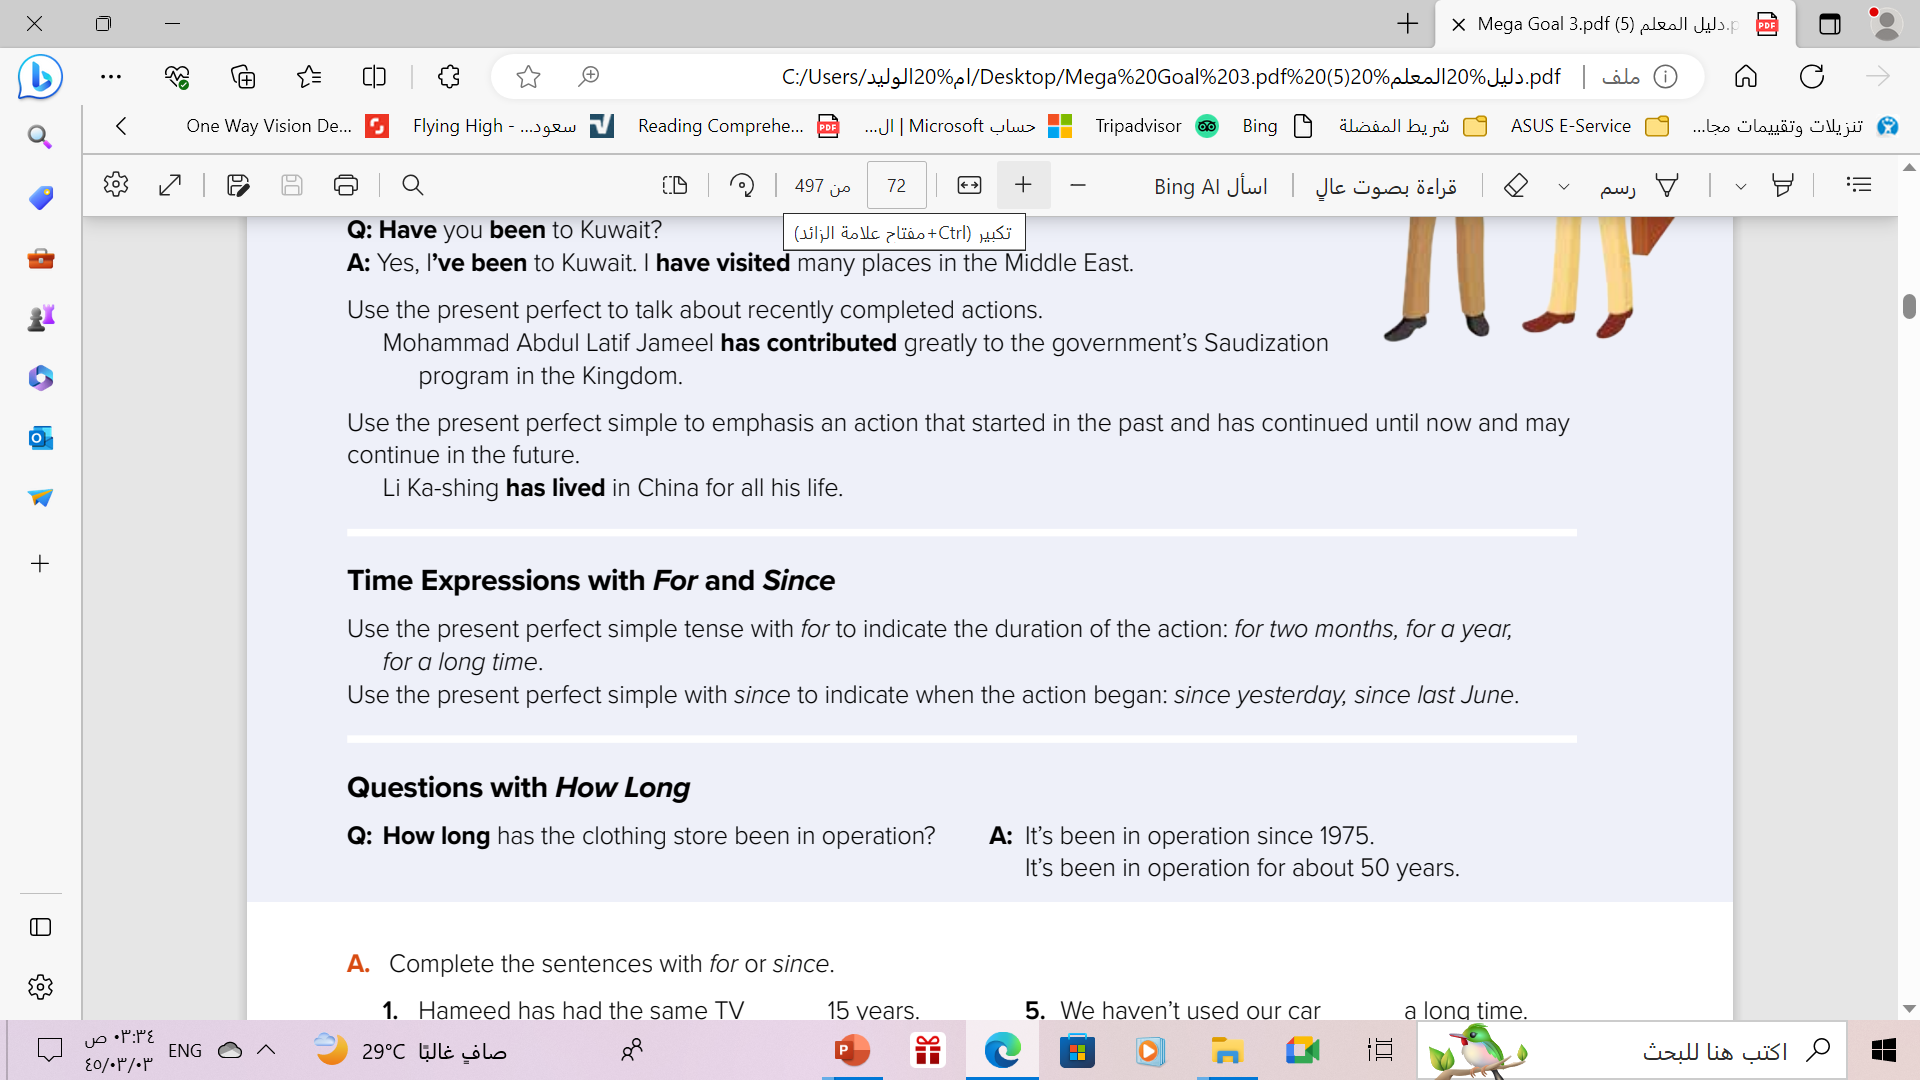 Mega Goal 3.pdf (5) دليل المعلم.p
C:/Users/ام%20الوليد/Desktop/Mega%20Goal%203.pdf%20(5)%20دليل%20المعلم.pdf
ملف
One Way Vision De...
Flying High - سعود...
Reading Comprehe...
حساب Microsoft | ال...
Tripadvisor
Bing
شريط المفضلة
ASUS E-Service
تنزيلات وتقييمات مجا...
من 497
72
اسأل Bing AI
قراءة بصوت عالٍ
رسم
تكبير (Ctrl+مفتاح علامة الزائد)
Q: Have you been to Kuwait?
A: Yes, I've been to Kuwait. I have visited many places in the Middle East.
Use the present perfect to talk about recently completed actions.
Mohammad Abdul Latif Jameel has contributed greatly to the government's Saudization
program in the Kingdom.
Use the present perfect simple to emphasis an action that started in the past and has continued until now and may
continue in the future.
Li Ka-shing has lived in China for all his life.
Time Expressions with For and Since
Use the present perfect simple tense with for to indicate the duration of the action: for two months, for a year,
for a long time.
Use the present perfect simple with since to indicate when the action began: since yesterday, since last June.
Questions with How Long
Q: How long has the clothing store been in operation?
A: It's been in operation since 1975.
It's been in operation for about 50 years.
A. Complete the sentences with for or since.
1. Hameed has had the same TV 15 years.
5. We haven't used our car a long time.
٠٣:٣٤ ص
٤٥/٠٣/٠٣
ENG
29°C صافٍ غالبًا
اكتب هنا للبحث